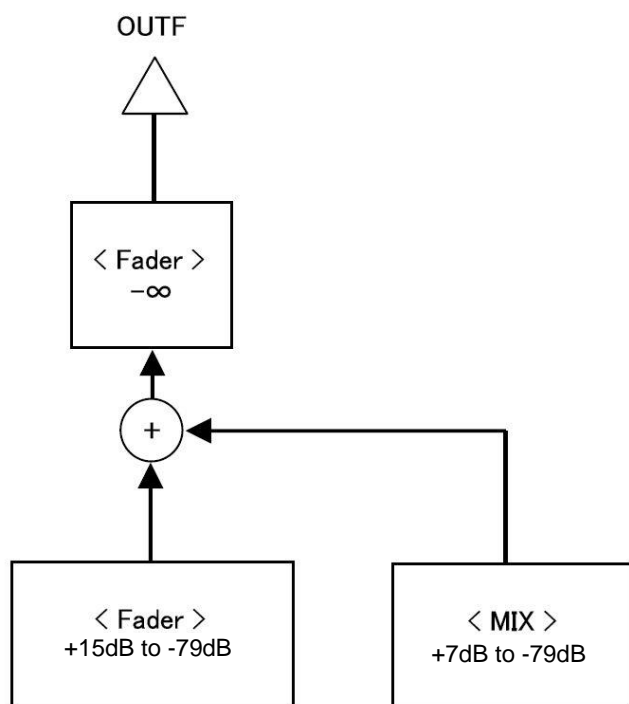 OUTF
< Fader >
-∞
+
< Fader >
+15dB to -79dB
< MIX >
+7dB to -79dB